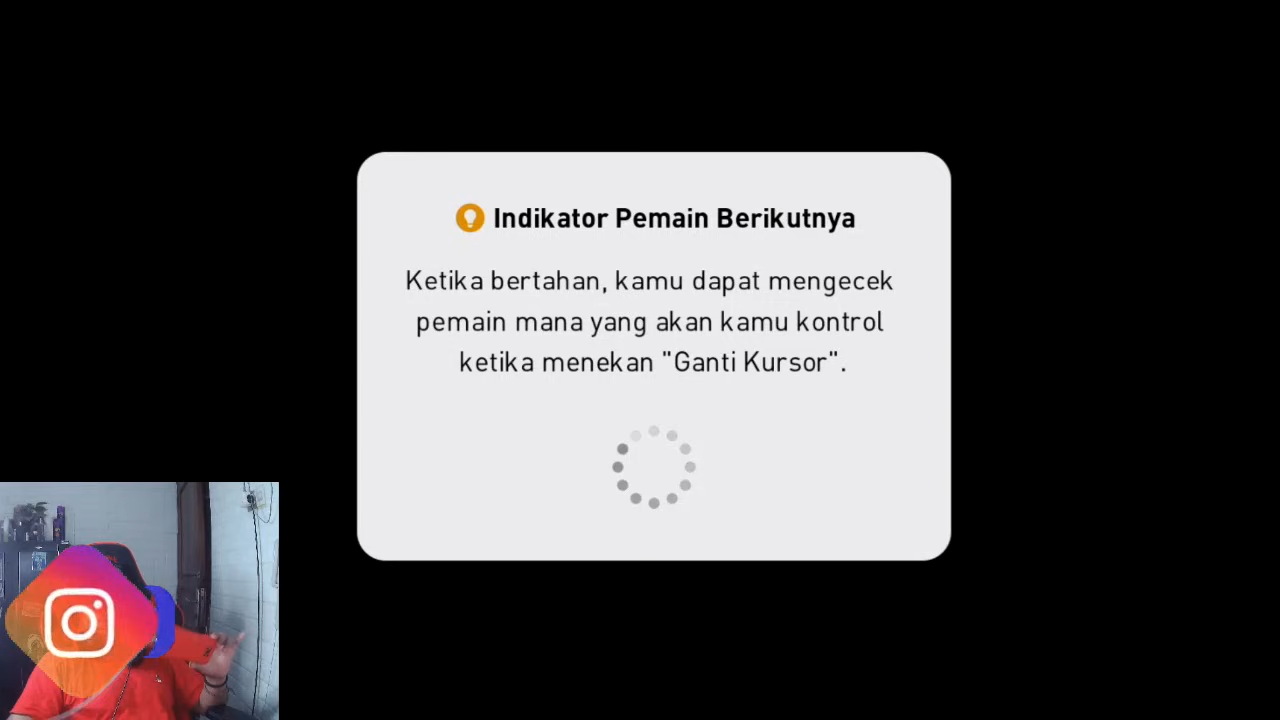 Indikator Pemain Berikutnya
Ketika bertahan, kamu dapat mengecek
pemain mana yang akan kamu kontrol
ketika menekan "Ganti Kursor".